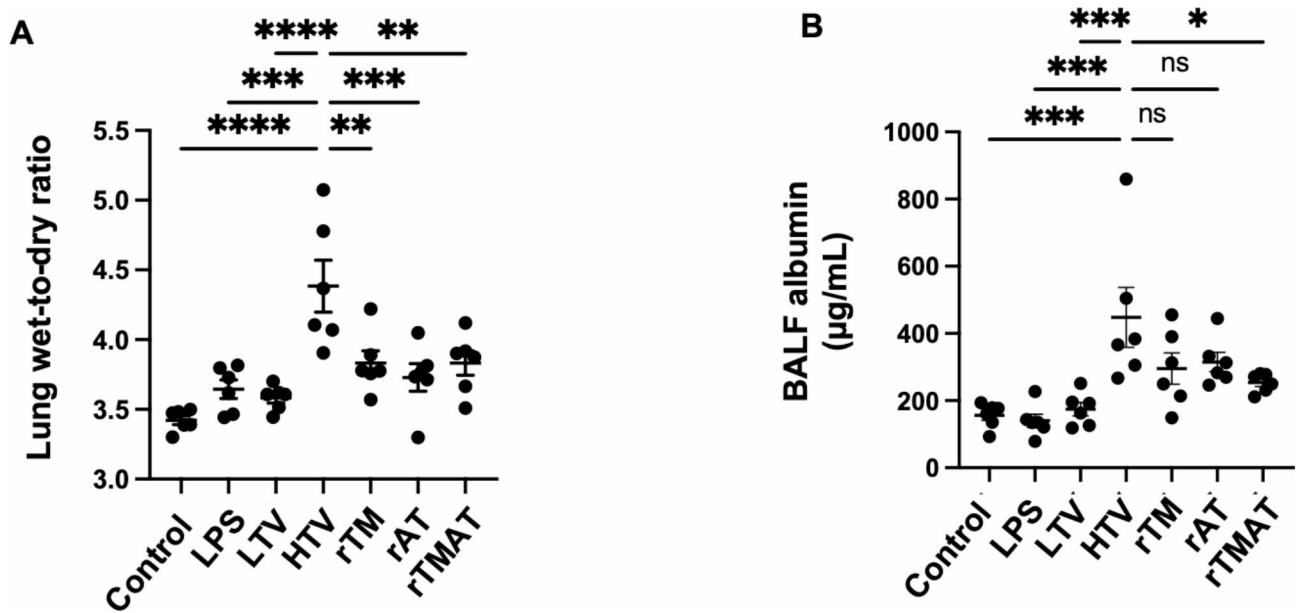 A
**** **
*** ***
**** **
Lung wet-to-dry ratio
5.5
5.0
4.5
4.0
3.5
3.0
Control LPS LTV HTV rTM rAT rTMAT
B
*** *
*** ns
*** ns
BALF albumin
(µg/mL)
1000
800
600
400
200
0
Control LPS LTV HTV rTM rAT rTMAT